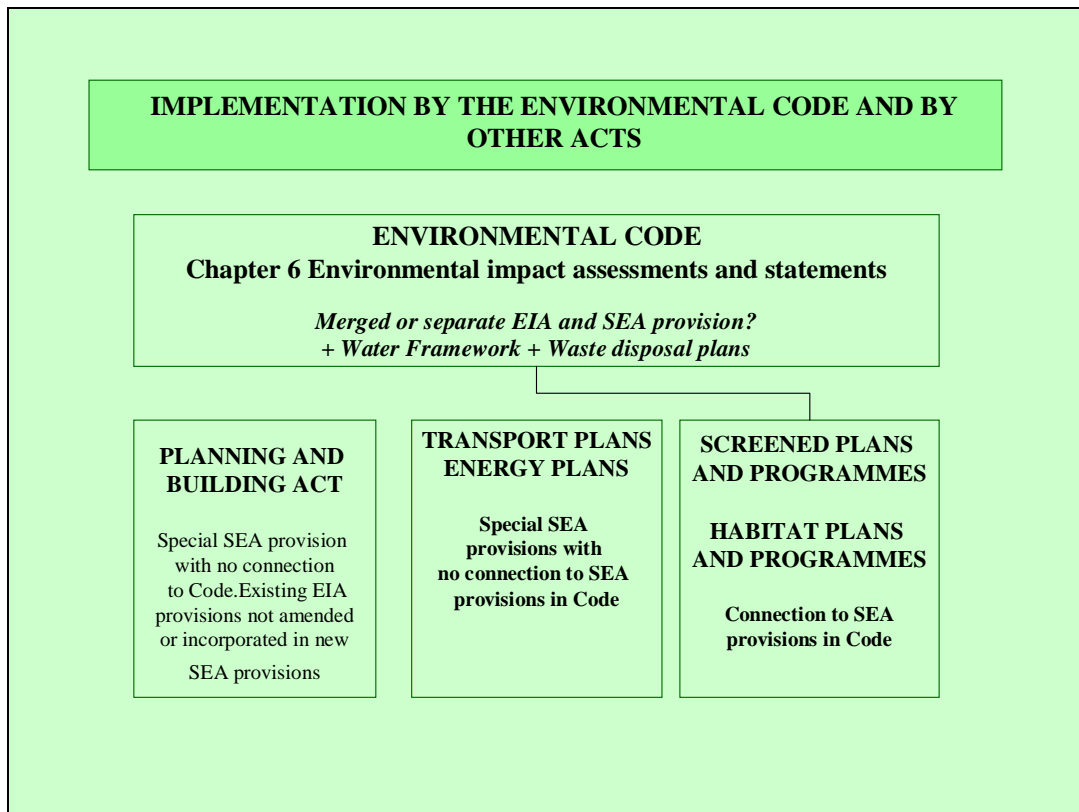 IMPLEMENTATION BY THE ENVIRONMENTAL CODE AND BY
OTHER ACTS
ENVIRONMENTAL CODE
Chapter 6 Environmental impact assessments and statements
Merged or separate EIA and SEA provision?
+ Water Framework + Waste disposal plans
PLANNING AND
BUILDING ACT
Special SEA provision
with no connection
to Code.Existing EIA
provisions not amended
or incorporated in new
SEA provisions
TRANSPORT PLANS
ENERGY PLANS
Special SEA
provisions with
no connection to SEA
provisions in Code
SCREENED PLANS
AND PROGRAMMES
HABITAT PLANS
AND PROGRAMMES
Connection to SEA
provisions in Code